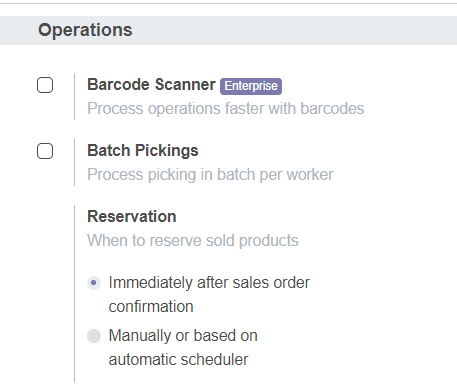 Operations
Barcode Scanner Enterprise
Process operations faster with barcodes
Batch Pickings
Process picking in batch per worker
Reservation
When to reserve sold products
Immediately after sales order
confirmation
Manually or based on
automatic scheduler